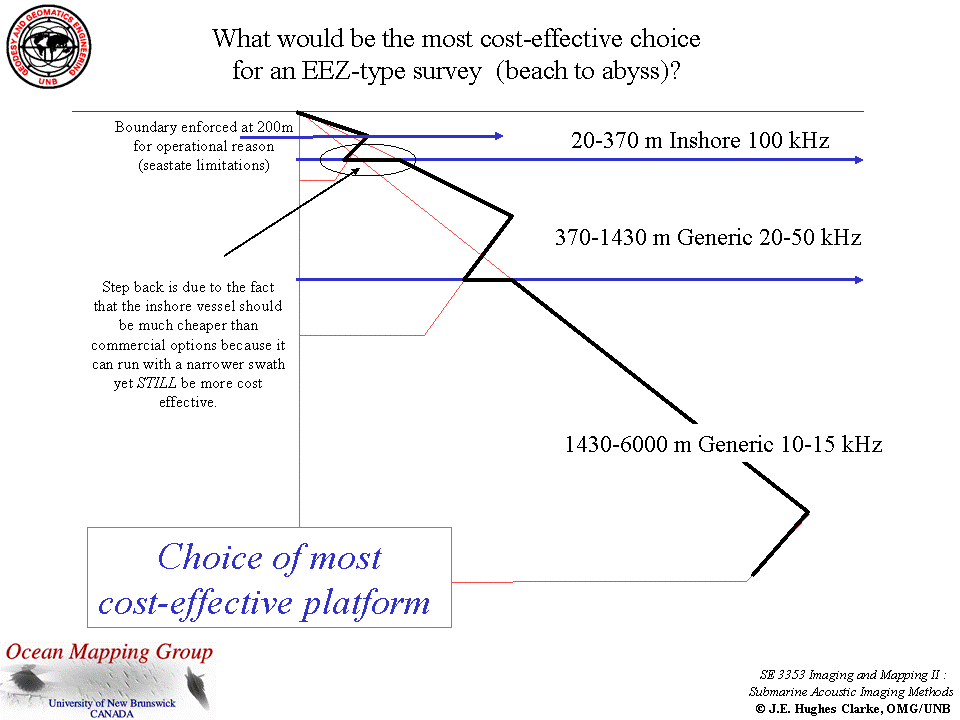 What would be the most cost-effective choice
for an EEZ-type survey (beach to abyss)?
GEODESY AND GEOMATICS ENGINEERING
UNB
Boundary enforced at 200m
for operational reason
(seastate limitations)
20-370 m Inshore 100 kHz
370-1430 m Generic 20-50 kHz
Step back is due to the fact
that the inshore vessel should
be much cheaper than
commercial options because it
can run with a narrower swath
yet STILL be more cost
effective.
1430-6000 m Generic 10-15 kHz
Choice of most
cost-effective platform
Ocean Mapping Group
University of New Brunswick
CANADA
SE 3353 Imaging and Mapping II :
Submarine Acoustic Imaging Methods
© J.E. Hughes Clarke, OMG/UNB